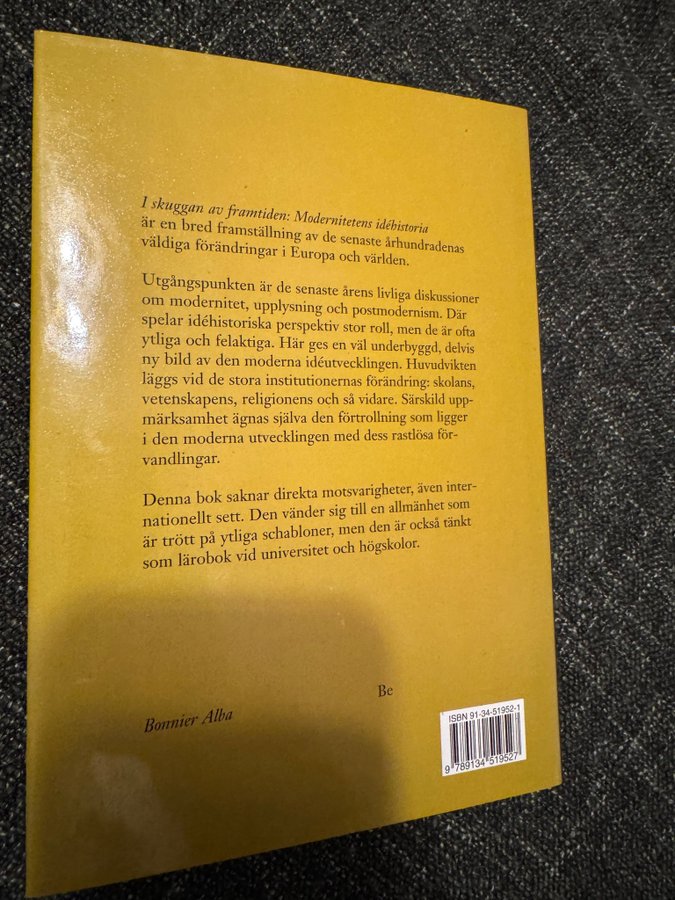 I skuggan av framtiden: Modernitetens idéhistoria
är en bred framställning av de senaste århundradenas
väldiga förändringar i Europa och världen.
Utgångspunkten är de senaste årens livliga diskussioner
om modernitet, upplysning och postmodernism. Där
spelar idéhistoriska perspektiv stor roll, men de är ofta
ytliga och felaktiga. Här ges en väl underbyggd, delvis
ny bild av den moderna idéutvecklingen. Huvudvikten
läggs vid de stora institutionernas förändring: skolans,
vetenskapens, religionens och så vidare. Särskild upp-
märksamhet ägnas själva den förtrollning som ligger
i den moderna utvecklingen med dess rastlösa för-
vandlingar.
Denna bok saknar direkta motsvarigheter, även inter-
nationellt sett. Den vänder sig till en allmänhet som
är trött på ytliga schabloner, men den är också tänkt
som lärobok vid universitet och högskolor.
Be
Bonnier Alba
ISBN 91-34-51952-1
9 789134 519527